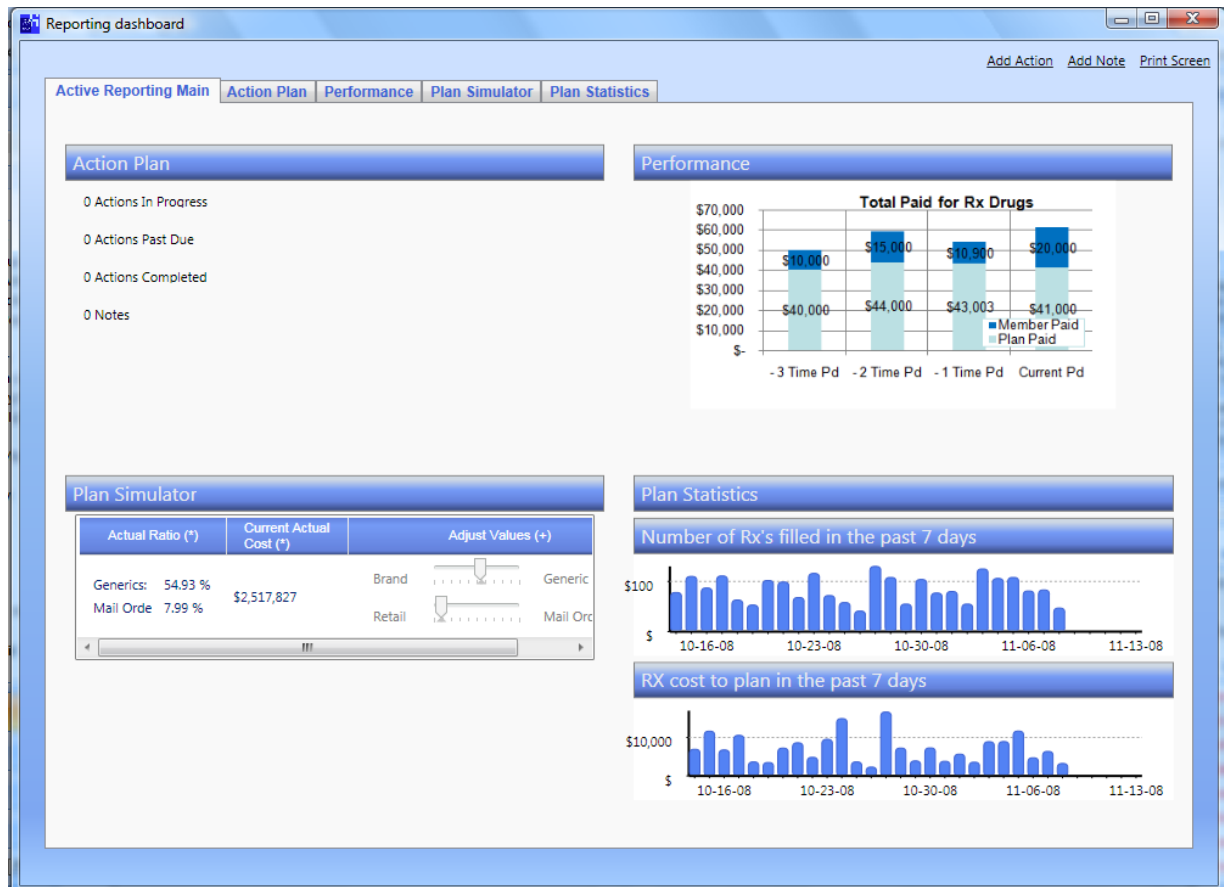 Reporting dashboard
Add Action Add Note Print Screen
Active Reporting Main Action Plan Performance Plan Simulator Plan Statistics
Action Plan
0 Actions In Progress
0 Actions Past Due
0 Actions Completed
0 Notes
Performance
Total Paid for Rx Drugs
$70,000
$60,000
$50,000
$40,000
$30,000
$20,000
$10,000
$-
$10,000 $15,000 $10,900 $20,000
$40,000 $44,000 $43,003 $41,000
Member Paid
Plan Paid
- 3 Time Pd - 2 Time Pd - 1 Time Pd Current Pd
Plan Simulator
Actual Ratio (*) Current Actual Cost (*) Adjust Values (+)
Generics: 54.93 % $2,517,827 Brand Generic
Mail Orde 7.99 % Retail Mail Orc
Plan Statistics
Number of Rx's filled in the past 7 days
$100
$
10-16-08 10-23-08 10-30-08 11-06-08 11-13-08
RX cost to plan in the past 7 days
$10,000
$
10-16-08 10-23-08 10-30-08 11-06-08 11-13-08